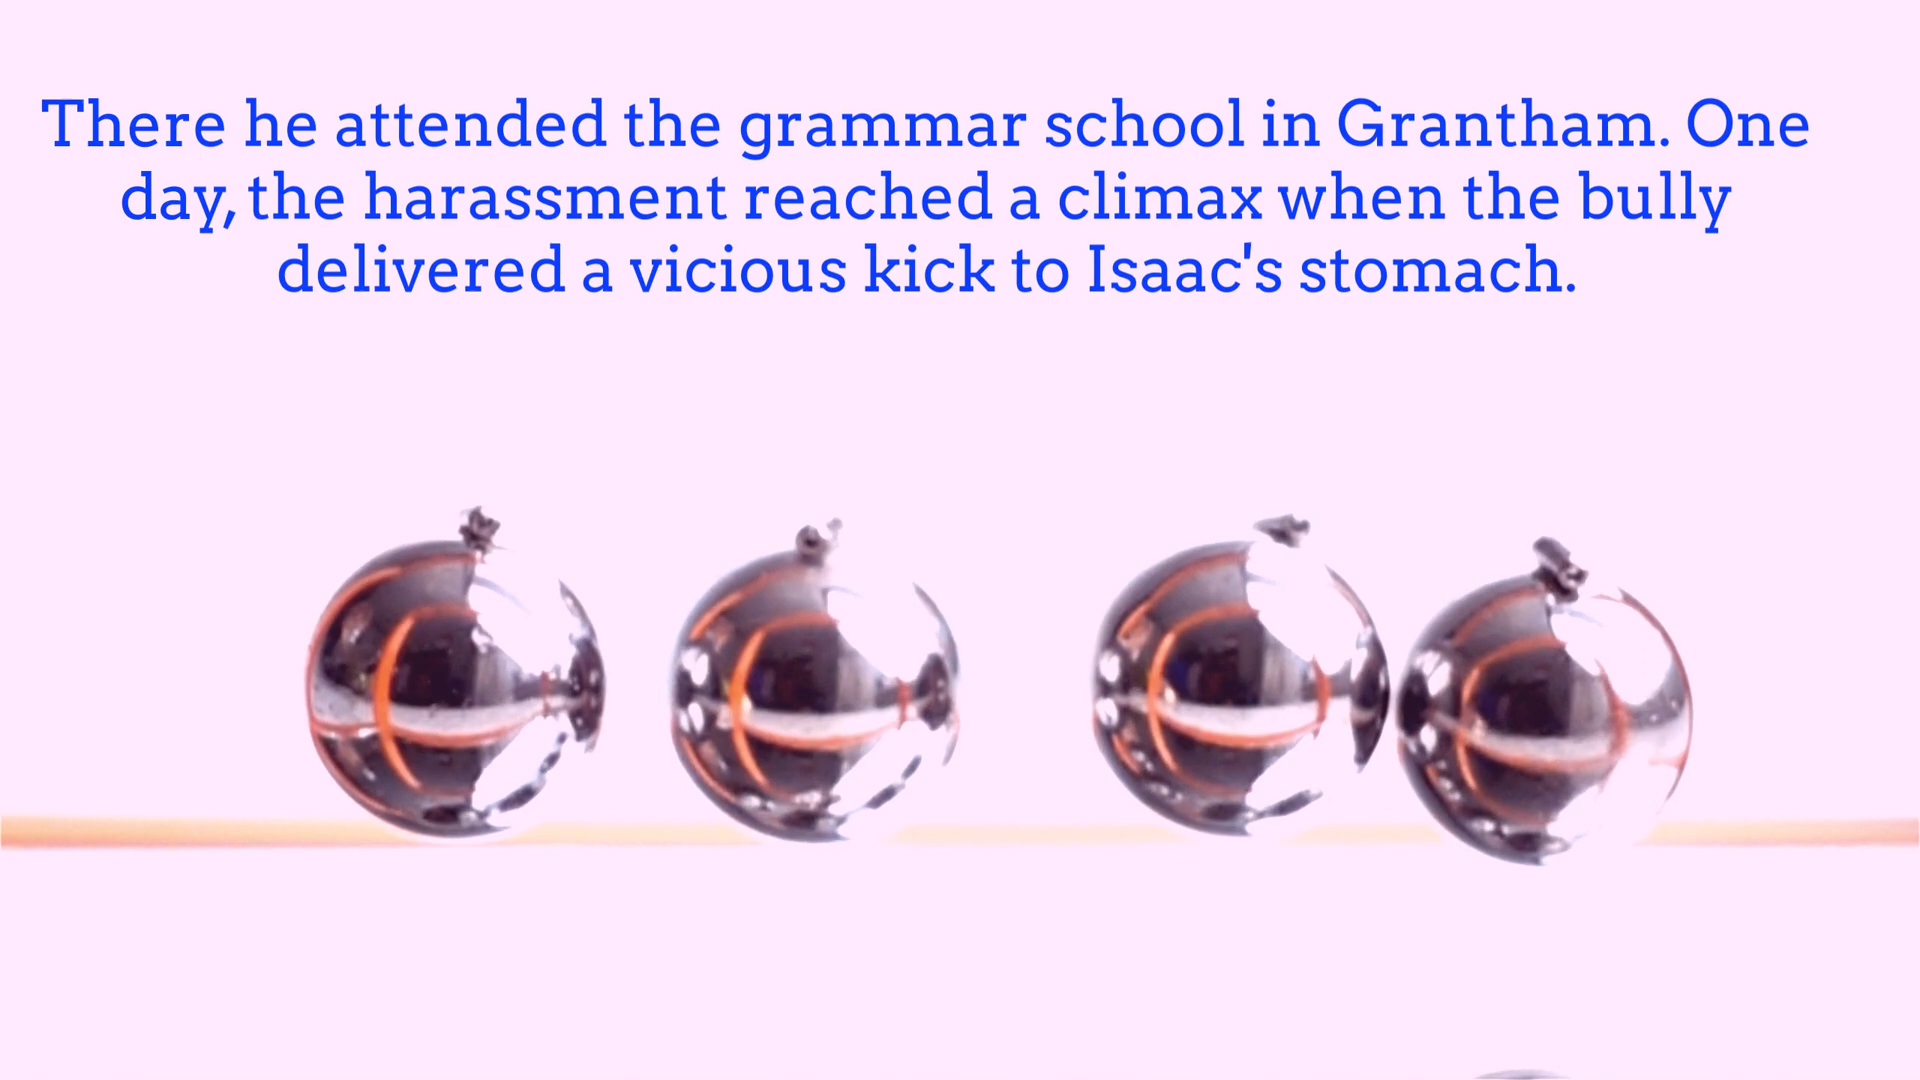 There he attended the grammar school in Grantham. One
day, the harassment reached a climax when the bully
delivered a vicious kick to Isaac's stomach.